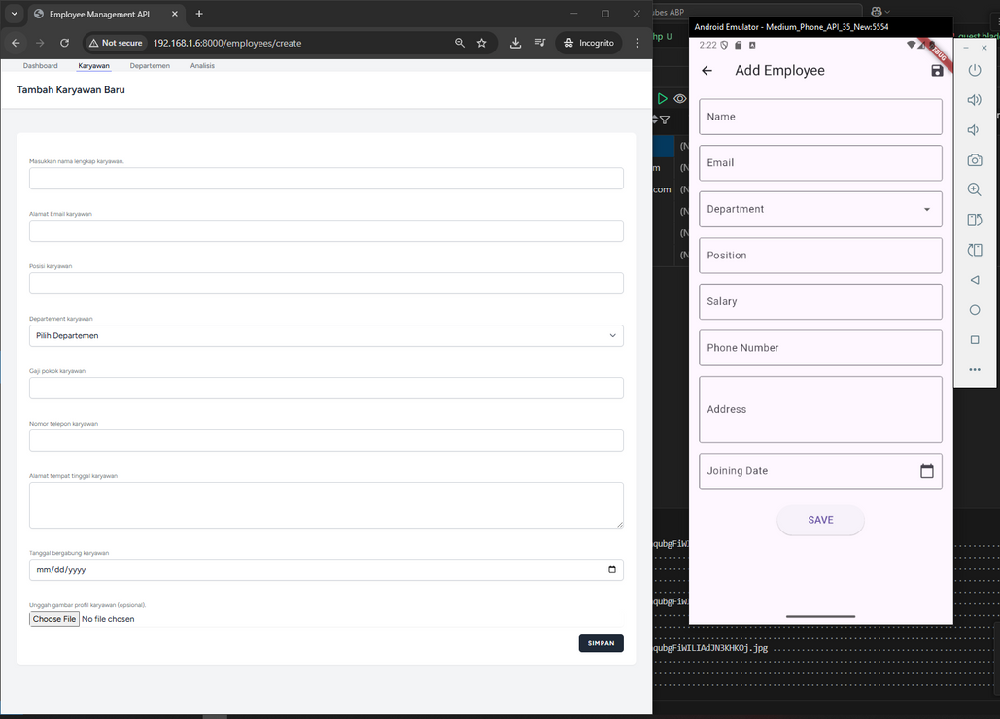 Employee Management API
Not secure
192.168.1.6:8000/employees/create
Incognito
Dashboard
Karyawan
Departemen
Analisis
Tambah Karyawan Baru
Masukkan nama lengkap karyawan.
Alamat Email karyawan
Posisi karyawan
Departement karyawan
Pilih Departemen
Gaji pokok karyawan
Nomor telepon karyawan
Alamat tempat tinggal karyawan
Tanggal bergabung karyawan
mm/dd/yyyy
Unggah gambar profil karyawan (opsional).
Choose File No file chosen
SIMPAN
ubes ABP
hp U
com
Android Emulator - Medium_Phone_API_35_New:5554
2:22
DEBUG
Add Employee
Name
Email
Department
Position
Salary
Phone Number
Address
Joining Date
SAVE
qubgFiWILIAdJN3KHKOj.jpg